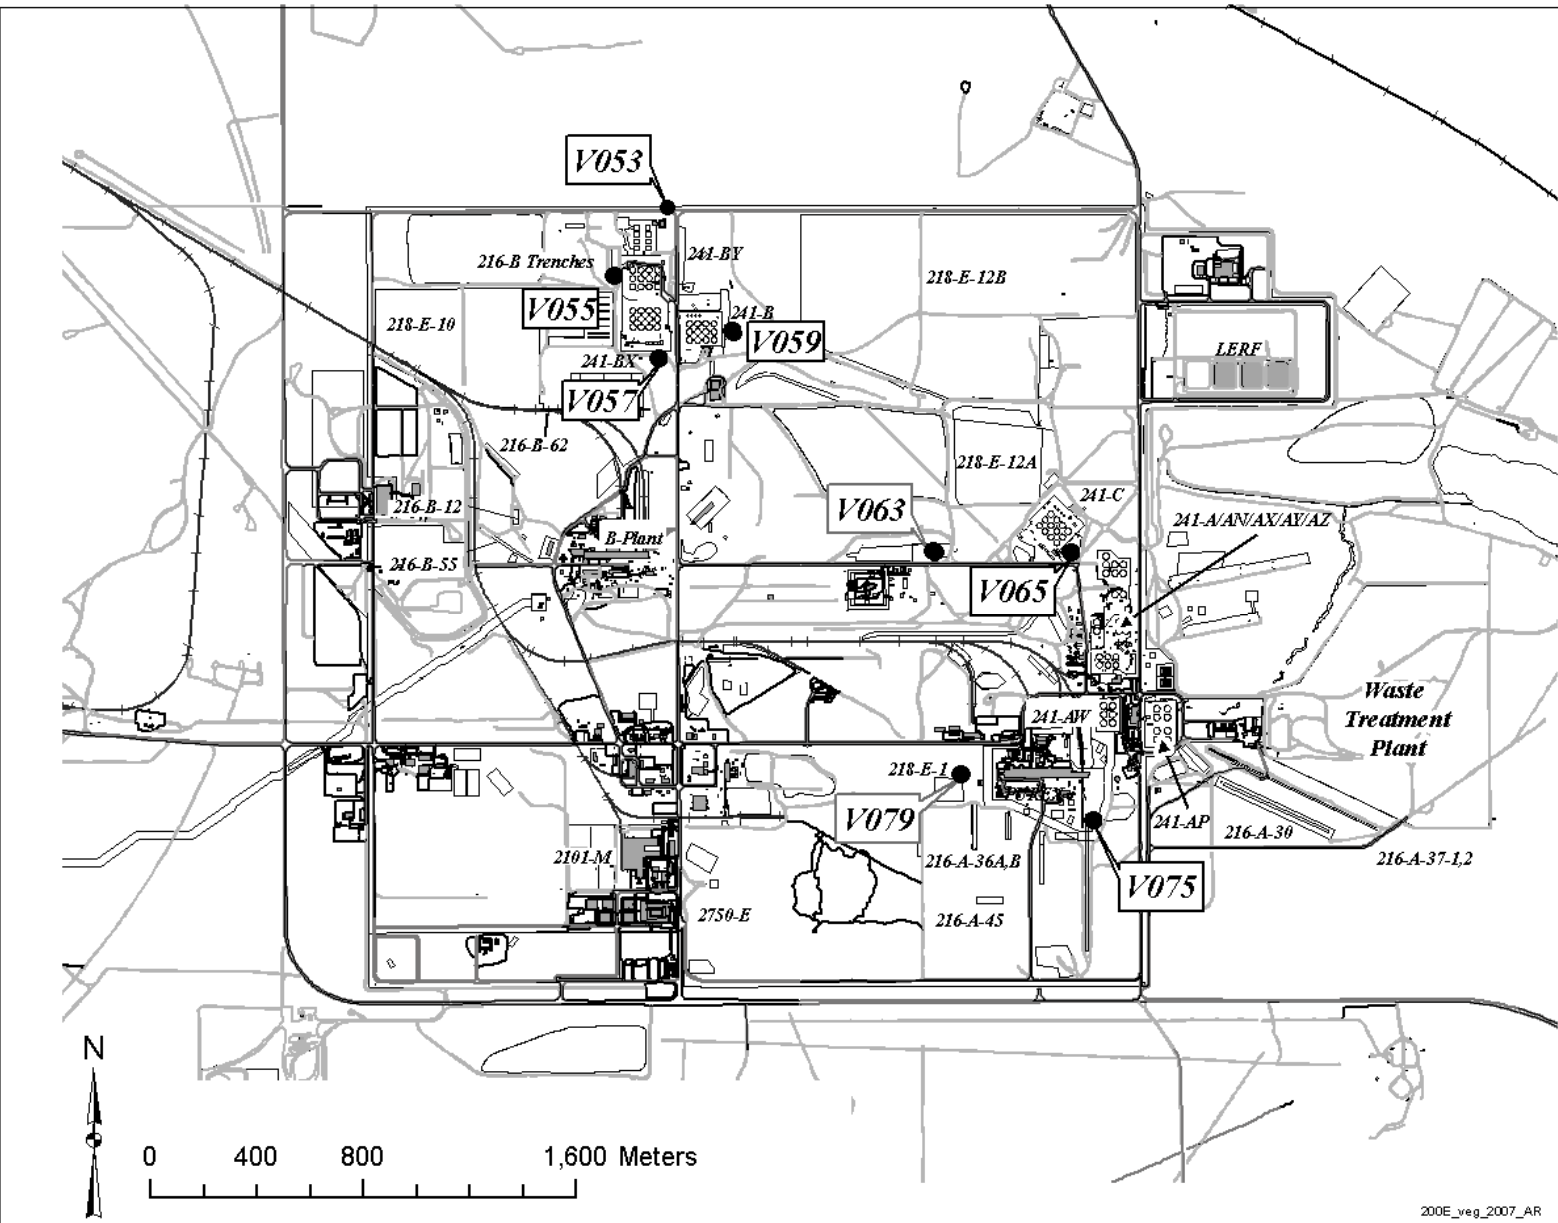 V053
216-B Trenches
241-BY
218-E-12B
V055
218-E-10
241-B
V059
LERF
241-BX
V057
216-B-62
218-E-12A
216-B-12
V063
241-C
241-A/AN/AX/AY/AZ
B-Plant
216-B-55
V065
Waste
Treatment
Plant
241-AW
218-E-1
V079
241-AP
216-A-30
2101-M
216-A-36A,B
216-A-37-1,2
V075
2750-E
216-A-45
N
0 400 800 1,600 Meters
200E_veg_2007_AR